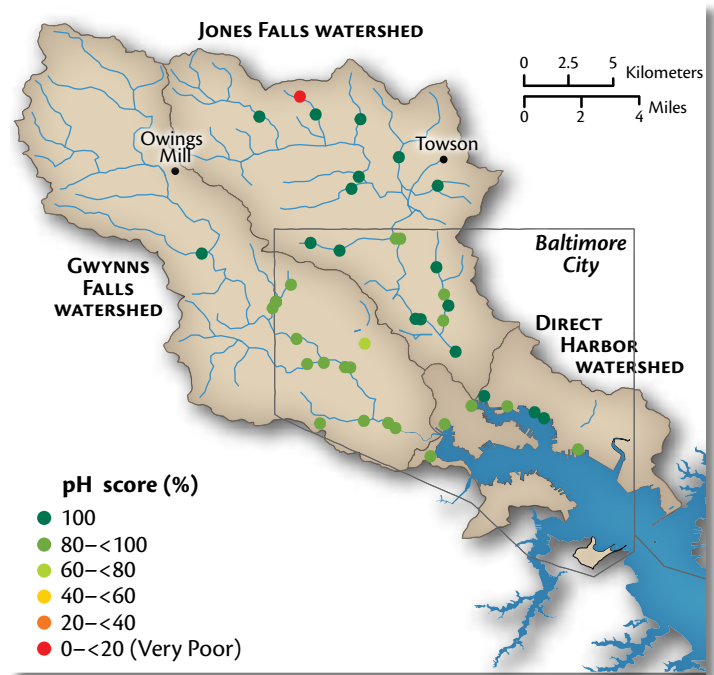 JONES FALLS WATERSHED
0 2.5 5 Kilometers
0 2 4 Miles
Owings
Mill
Towson
Baltimore
City
GWYNNS
FALLS
WATERSHED
DIRECT
HARBOR
WATERSHED
pH score (%)
100
80–<100
60–<80
40–<60
20–<40
0–<20 (Very Poor)